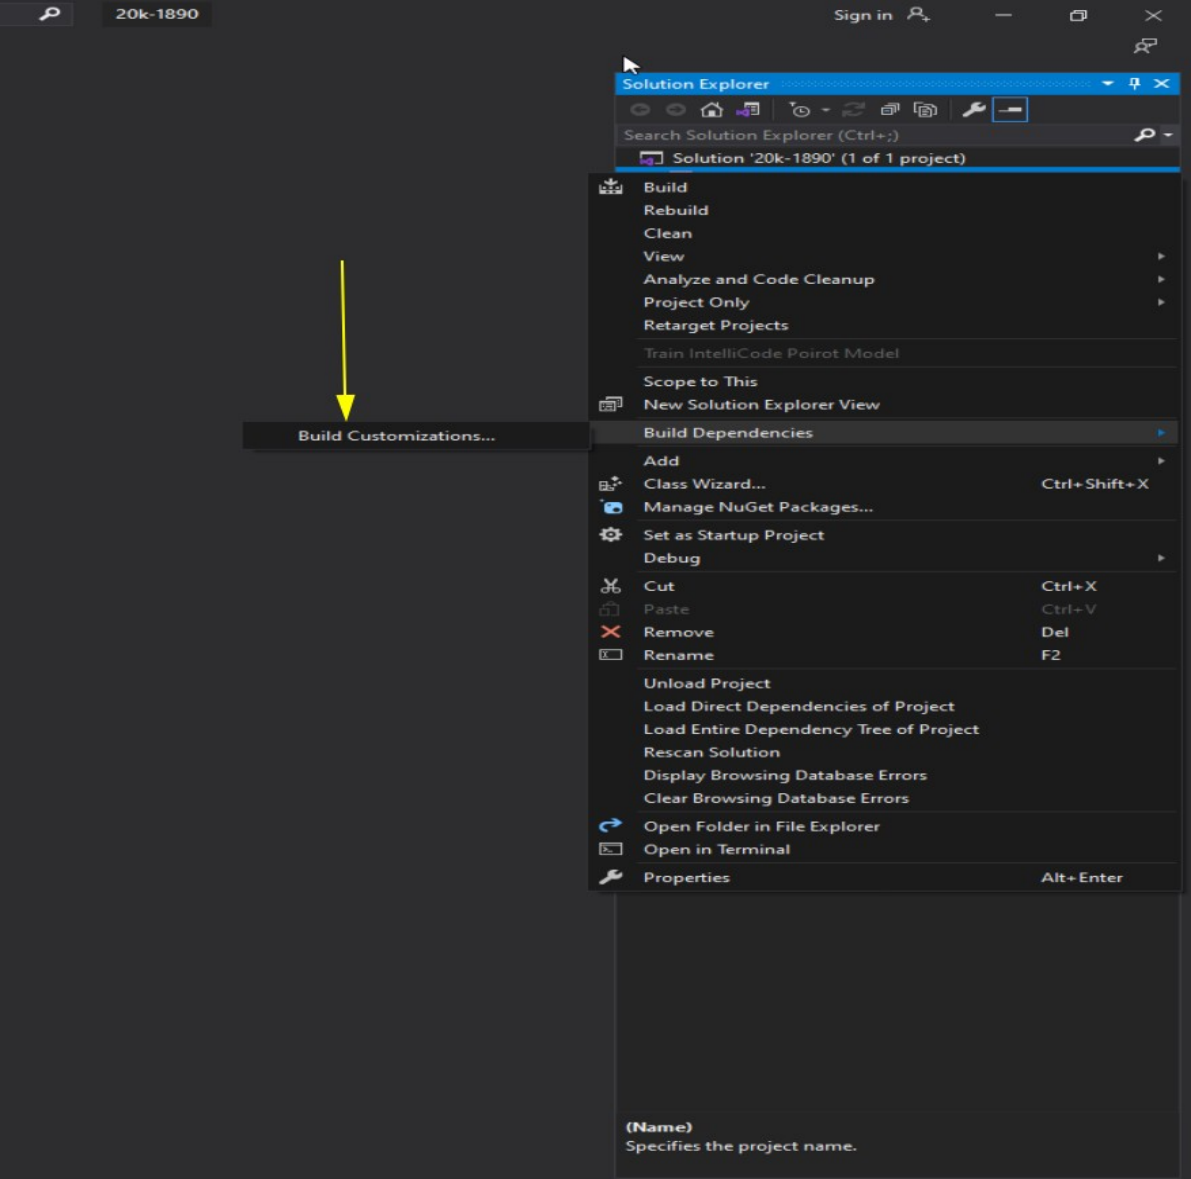 20k-1890
Sign in
Solution Explorer
Search Solution Explorer (Ctrl+;)
Solution '20k-1890' (1 of 1 project)
Build
Rebuild
Clean
View
Analyze and Code Cleanup
Project Only
Retarget Projects
Train IntelliCode Poirot Model
Scope to This
New Solution Explorer View
Build Dependencies
Build Customizations...
Add
Class Wizard... Ctrl+Shift+X
Manage NuGet Packages...
Set as Startup Project
Debug
Cut Ctrl+X
Paste Ctrl+V
Remove Del
Rename F2
Unload Project
Load Direct Dependencies of Project
Load Entire Dependency Tree of Project
Rescan Solution
Display Browsing Database Errors
Clear Browsing Database Errors
Open Folder in File Explorer
Open in Terminal
Properties Alt+Enter
(Name)
Specifies the project name.